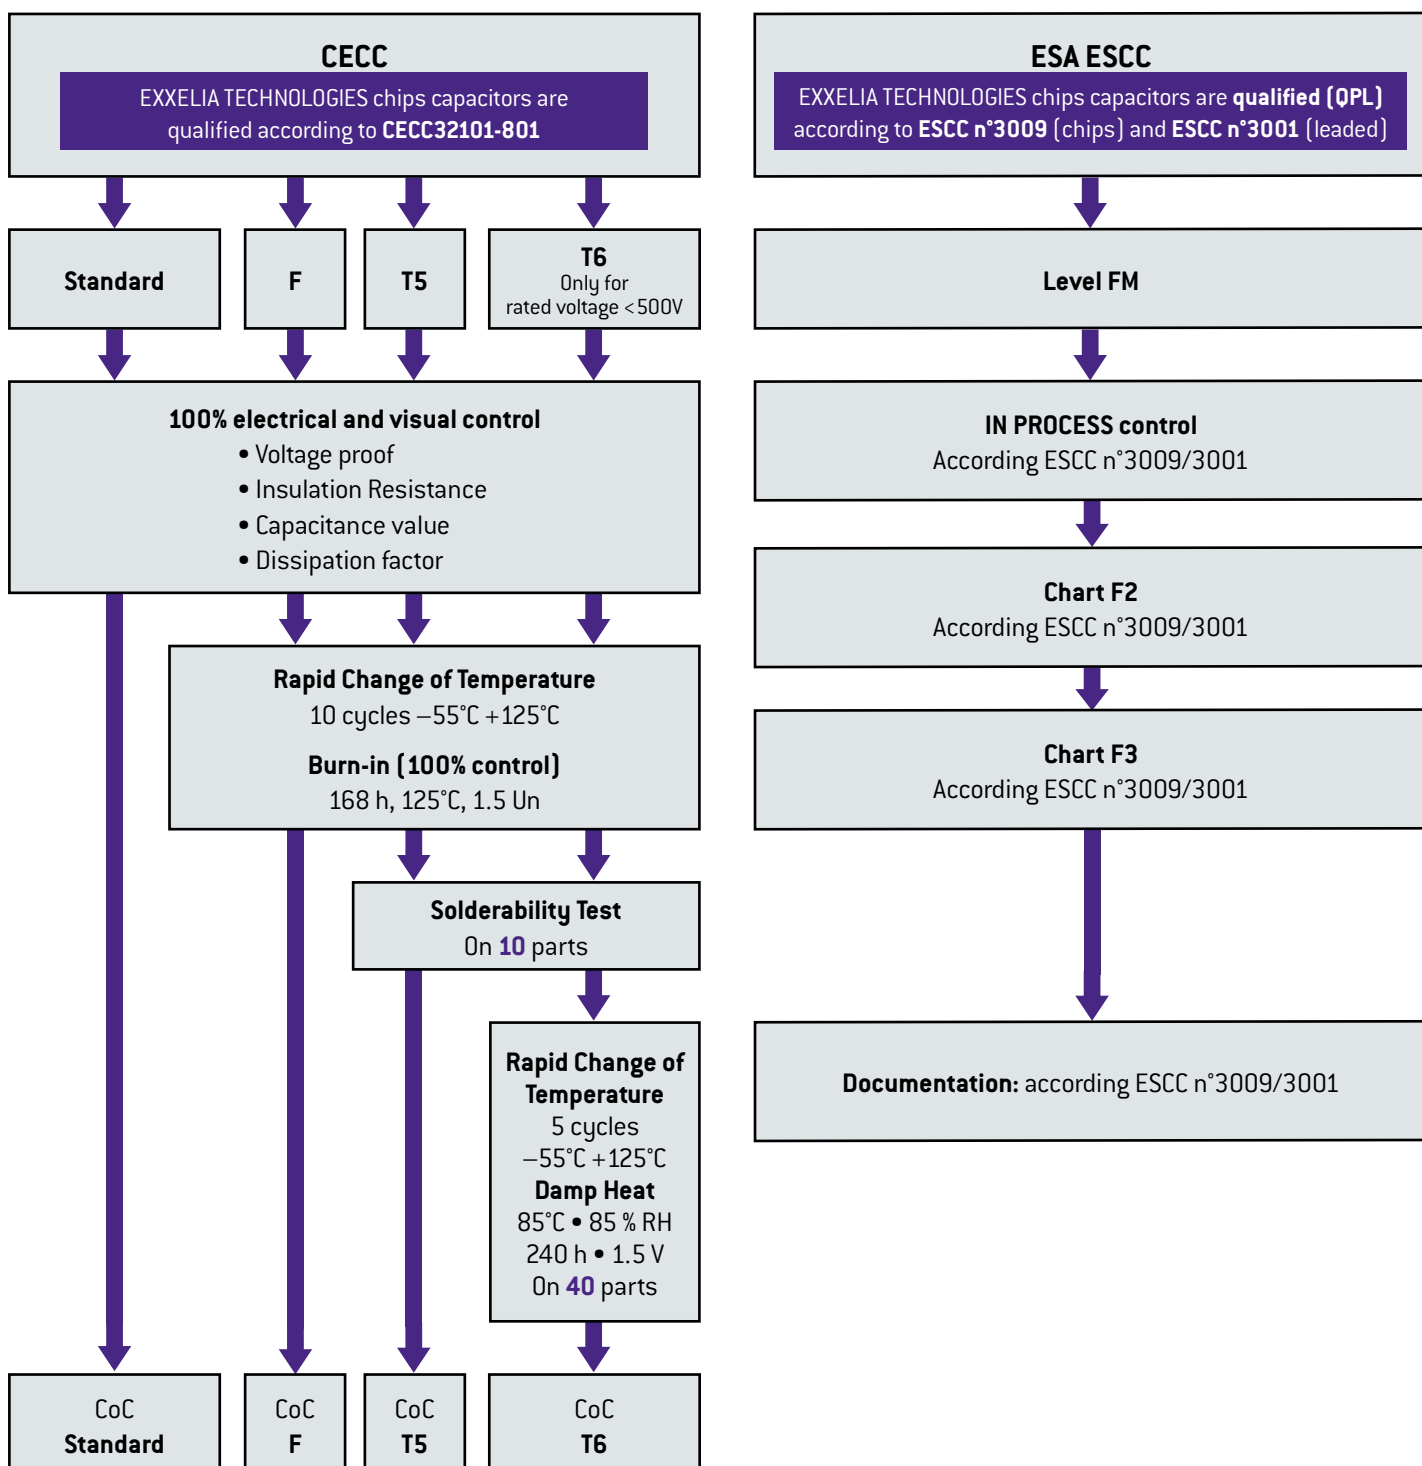 CECC
EXXELIA TECHNOLOGIES chips capacitors are
qualified according to CECC32101-801
Standard
F
T5
T6
Only for
rated voltage <500V
100% electrical and visual control
• Voltage proof
• Insulation Resistance
• Capacitance value
• Dissipation factor
Rapid Change of Temperature
10 cycles –55°C +125°C
Burn-in (100% control)
168 h, 125°C, 1.5 Un
Solderability Test
On 10 parts
Rapid Change of
Temperature
5 cycles
–55°C +125°C
Damp Heat
85°C • 85 % RH
240 h • 1.5 V
On 40 parts
CoC
Standard
CoC
F
CoC
T5
CoC
T6
ESA ESCC
EXXELIA TECHNOLOGIES chips capacitors are qualified (QPL)
according to ESCC n°3009 (chips) and ESCC n°3001 (leaded)
Level FM
IN PROCESS control
According ESCC n°3009/3001
Chart F2
According ESCC n°3009/3001
Chart F3
According ESCC n°3009/3001
Documentation: according ESCC n°3009/3001